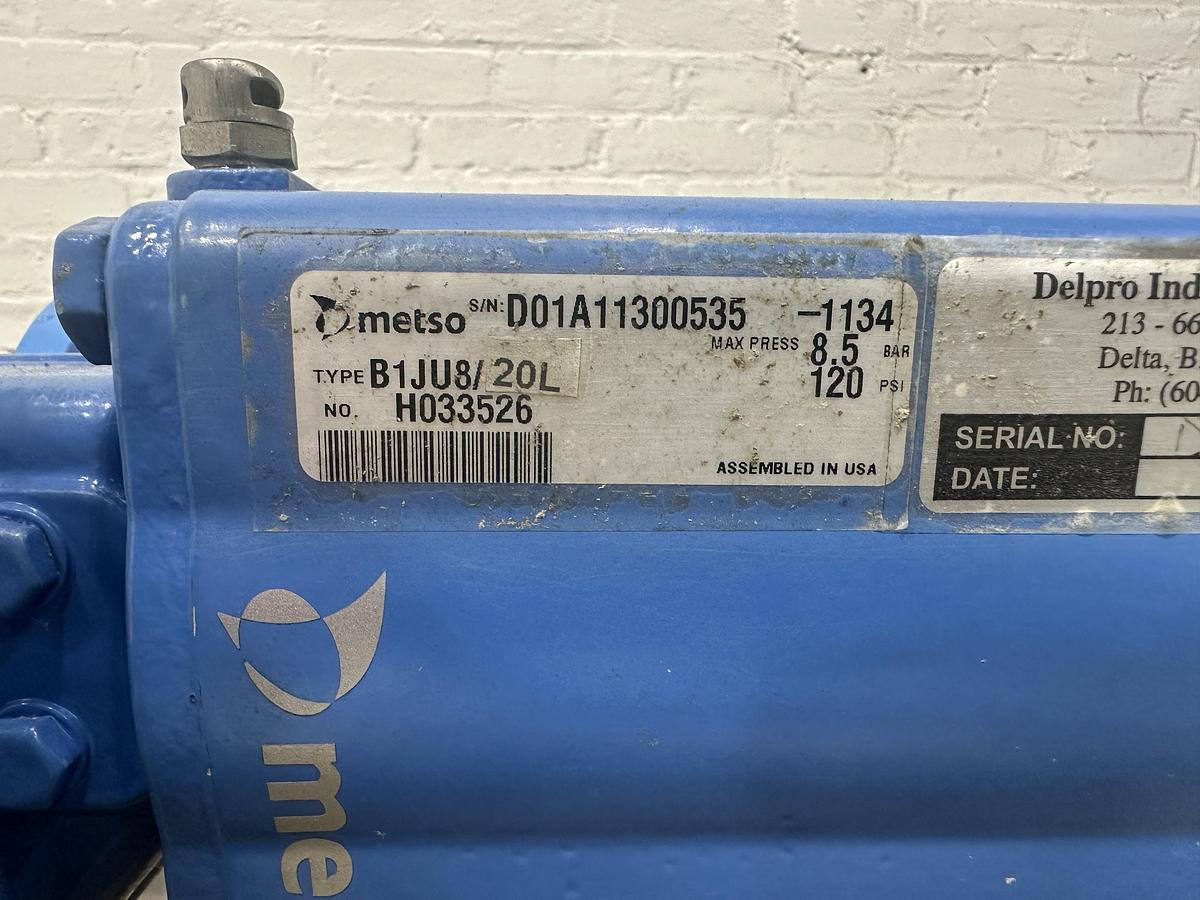 metso S/N: D01A11300535 -1134
MAX PRESS 8.5 BAR
120 PSI
TYPE B1JU8/20L
NO. H033526
ASSEMBLED IN USA
Delpro Ind
213 - 66
Delta, B.
Ph: (60
SERIAL NO:
DATE:
me